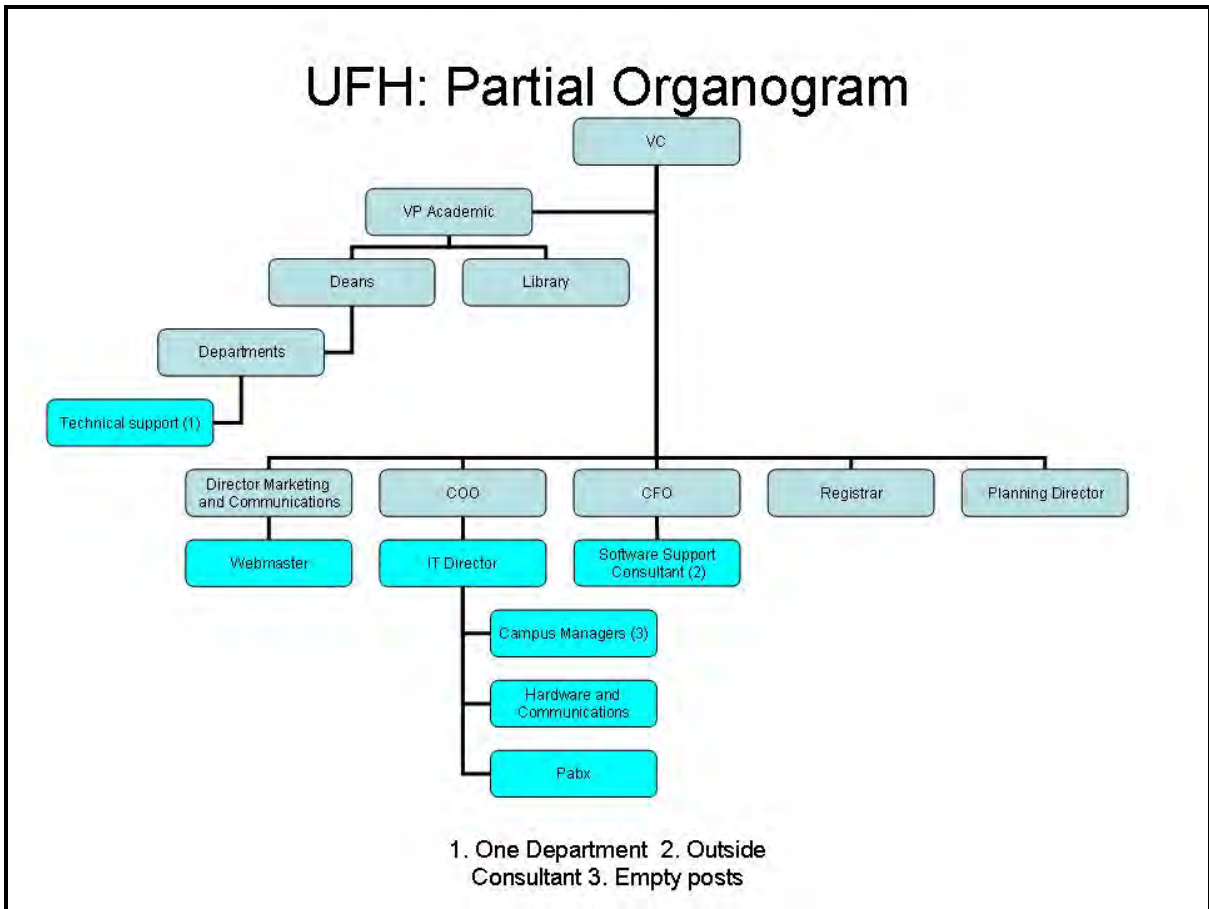 UFH: Partial Organogram
VC
VP Academic
Deans
Library
Departments
Technical support (1)
Director Marketing
and Communications
COO
CFO
Registrar
Planning Director
Webmaster
IT Director
Software Support
Consultant (2)
Campus Managers (3)
Hardware and
Communications
Pabx
1. One Department 2. Outside
Consultant 3. Empty posts